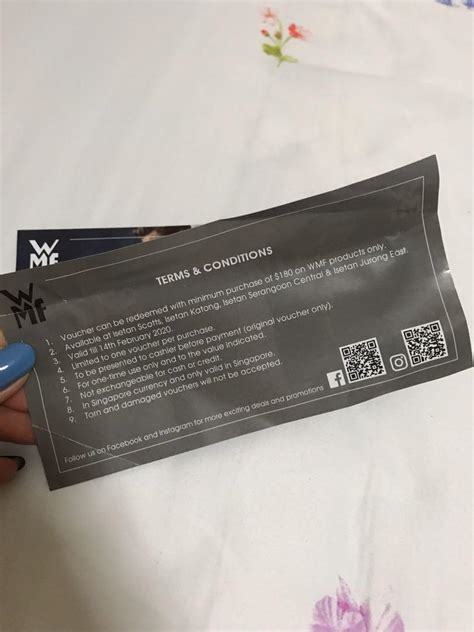 WMF
WMF
TERMS & CONDITIONS
1. Voucher can be redeemed with minimum purchase of $180 on WMF products only.
2. Available at Isetan Scotts, Isetan Katong, Isetan Serangoon Central & Isetan Jurong East.
3. Valid till 14th February 2020.
4. Limited to one voucher per purchase.
5. To be presented to cashier before payment (original voucher only).
6. For one-time use only and to the value indicated.
7. Not exchangeable for cash or credit.
8. In Singapore currency and only valid in Singapore.
9. Torn and damaged vouchers will not be accepted.
Follow us on Facebook and Instagram for more exciting deals and promotions